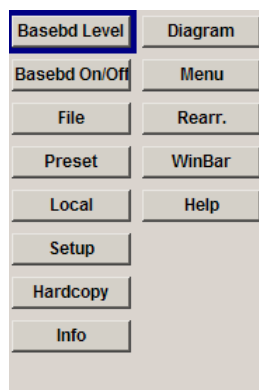 Basebd Level
Diagram
Basebd On/Off
Menu
File
Rearr.
Preset
WinBar
Local
Help
Setup
Hardcopy
Info